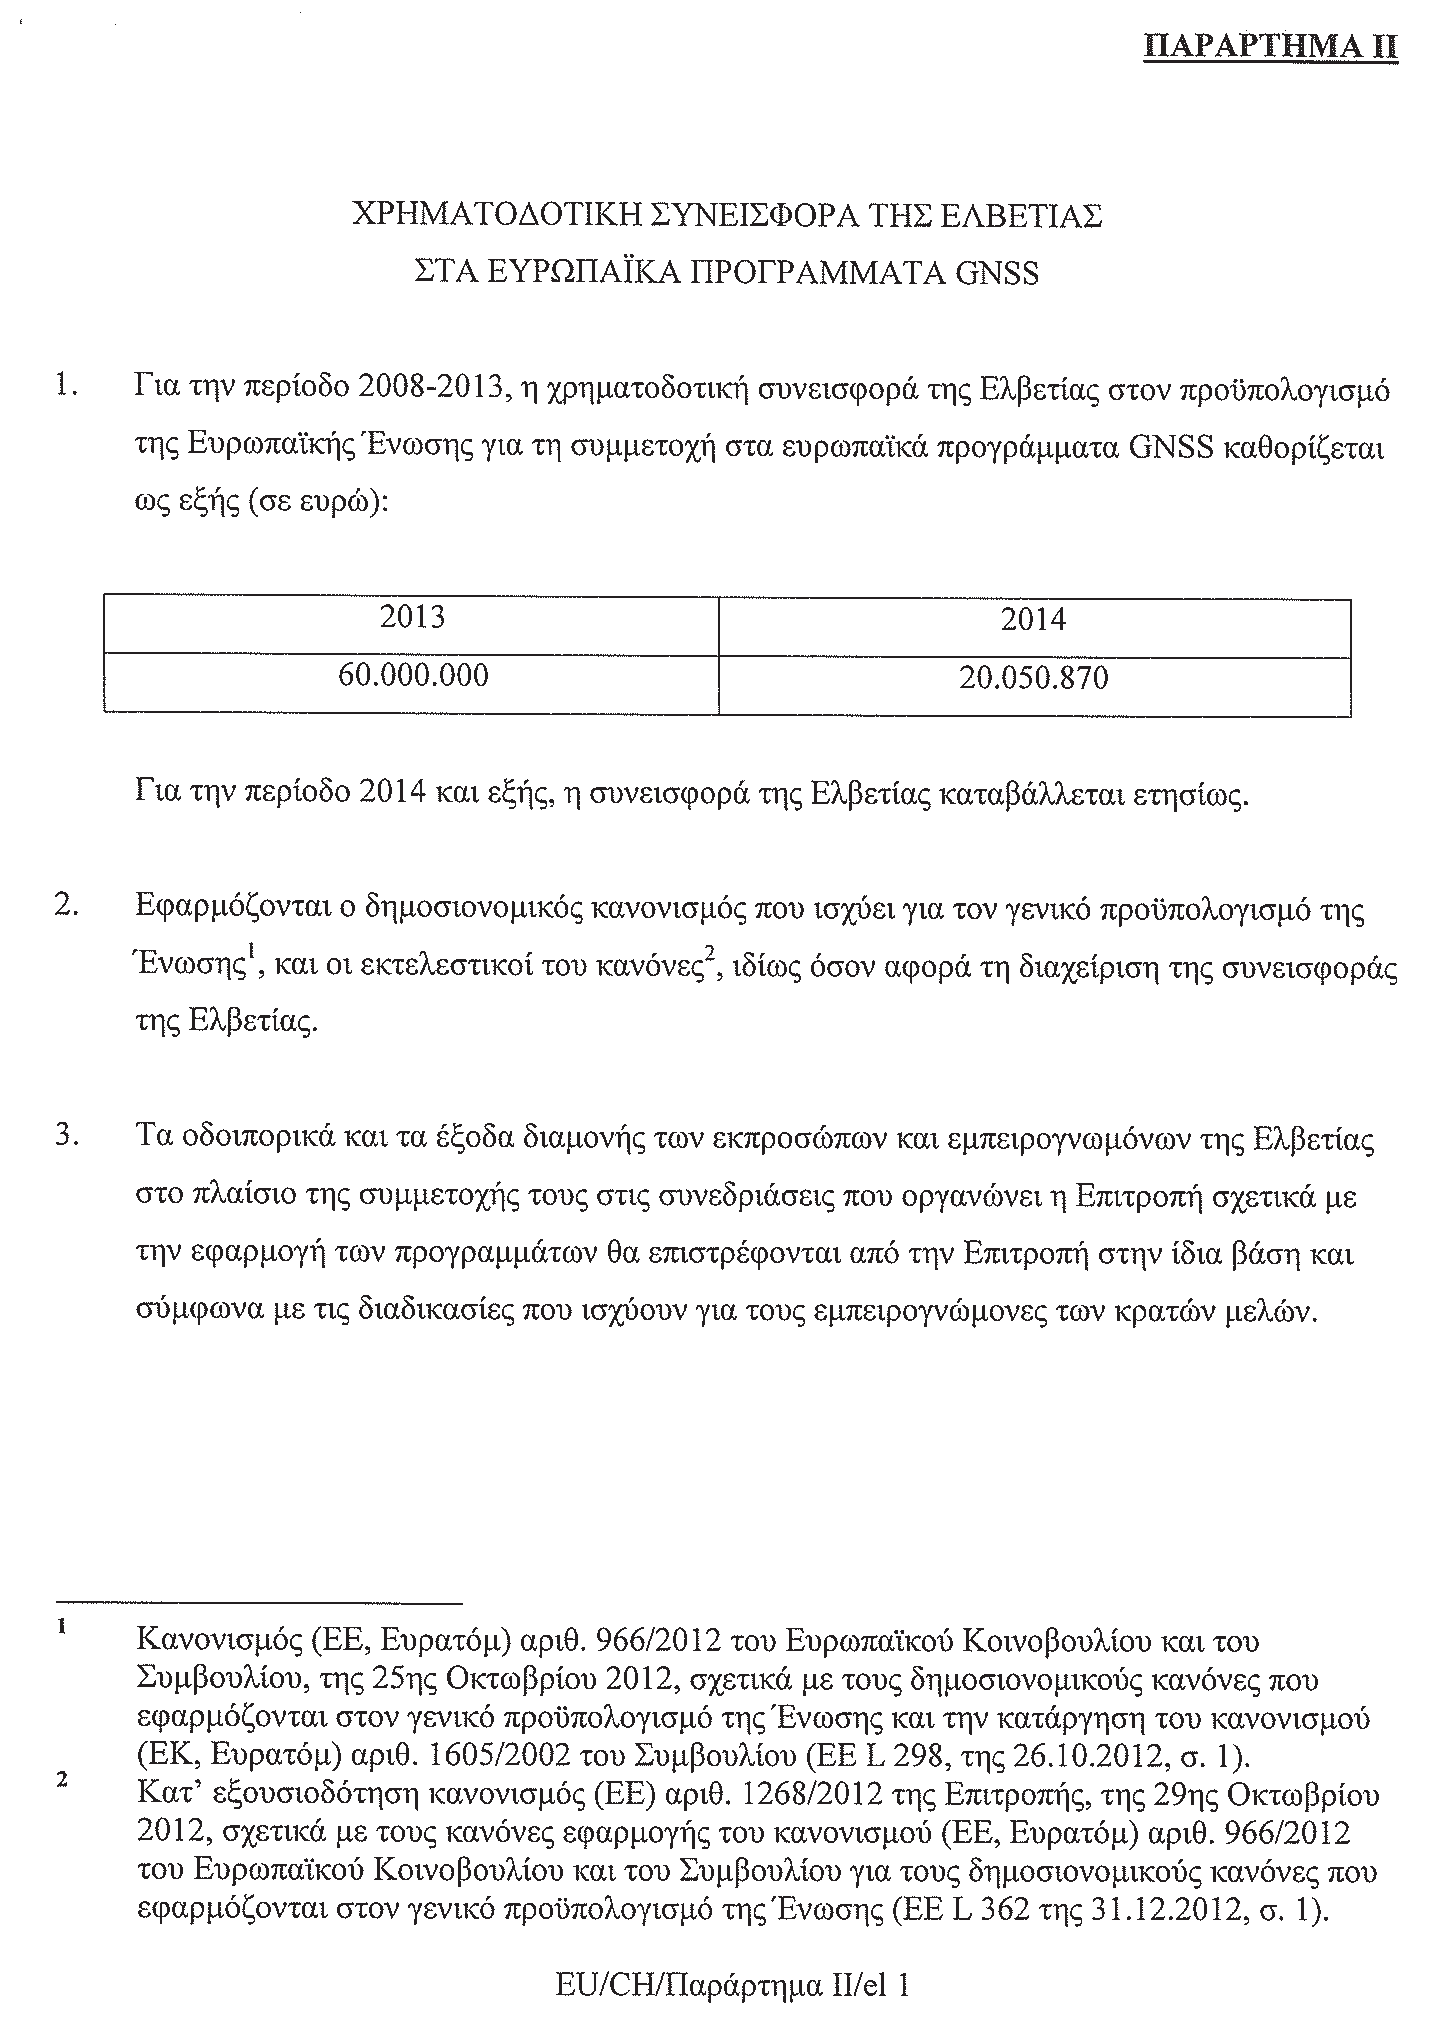 ΠΑΡΑΡΤΗΜΑ ΙΙ
ΧΡΗΜΑΤΟΔΟΤΙΚΗ ΣΥΝΕΙΣΦΟΡΑ ΤΗΣ ΕΛΒΕΤΙΑΣ
ΣΤΑ ΕΥΡΩΠΑΪΚΑ ΠΡΟΓΡΑΜΜΑΤΑ GNSS
1. Για την περίοδο 2008-2013, η χρηματοδοτική συνεισφορά της Ελβετίας στον προϋπολογισμό
της Ευρωπαϊκής Ένωσης για τη συμμετοχή στα ευρωπαϊκά προγράμματα GNSS καθορίζεται
ως εξής (σε ευρώ):
2013 2014
60.000.000 20.050.870
Για την περίοδο 2014 και εξής, η συνεισφορά της Ελβετίας καταβάλλεται ετησίως.
2. Εφαρμόζονται ο δημοσιονομικός κανονισμός που ισχύει για τον γενικό προϋπολογισμό της
Ένωσης¹, και οι εκτελεστικοί του κανόνες², ιδίως όσον αφορά τη διαχείριση της συνεισφοράς
της Ελβετίας.
3. Τα οδοιπορικά και τα έξοδα διαμονής των εκπροσώπων και εμπειρογνωμόνων της Ελβετίας
στο πλαίσιο της συμμετοχής τους στις συνεδριάσεις που οργανώνει η Επιτροπή σχετικά με
την εφαρμογή των προγραμμάτων θα επιστρέφονται από την Επιτροπή στην ίδια βάση και
σύμφωνα με τις διαδικασίες που ισχύουν για τους εμπειρογνώμονες των κρατών μελών.
1 Κανονισμός (ΕΕ, Ευρατόμ) αριθ. 966/2012 του Ευρωπαϊκού Κοινοβουλίου και του
Συμβουλίου, της 25ης Οκτωβρίου 2012, σχετικά με τους δημοσιονομικούς κανόνες που
εφαρμόζονται στον γενικό προϋπολογισμό της Ένωσης και την κατάργηση του κανονισμού
(ΕΚ, Ευρατόμ) αριθ. 1605/2002 του Συμβουλίου (ΕΕ L 298, της 26.10.2012, σ. 1).
2 Κατ’ εξουσιοδότηση κανονισμός (ΕΕ) αριθ. 1268/2012 της Επιτροπής, της 29ης Οκτωβρίου
2012, σχετικά με τους κανόνες εφαρμογής του κανονισμού (ΕΕ, Ευρατόμ) αριθ. 966/2012
του Ευρωπαϊκού Κοινοβουλίου και του Συμβουλίου για τους δημοσιονομικούς κανόνες που
εφαρμόζονται στον γενικό προϋπολογισμό της Ένωσης (ΕΕ L 362 της 31.12.2012, σ. 1).
EU/CH/Παράρτημα II/el 1